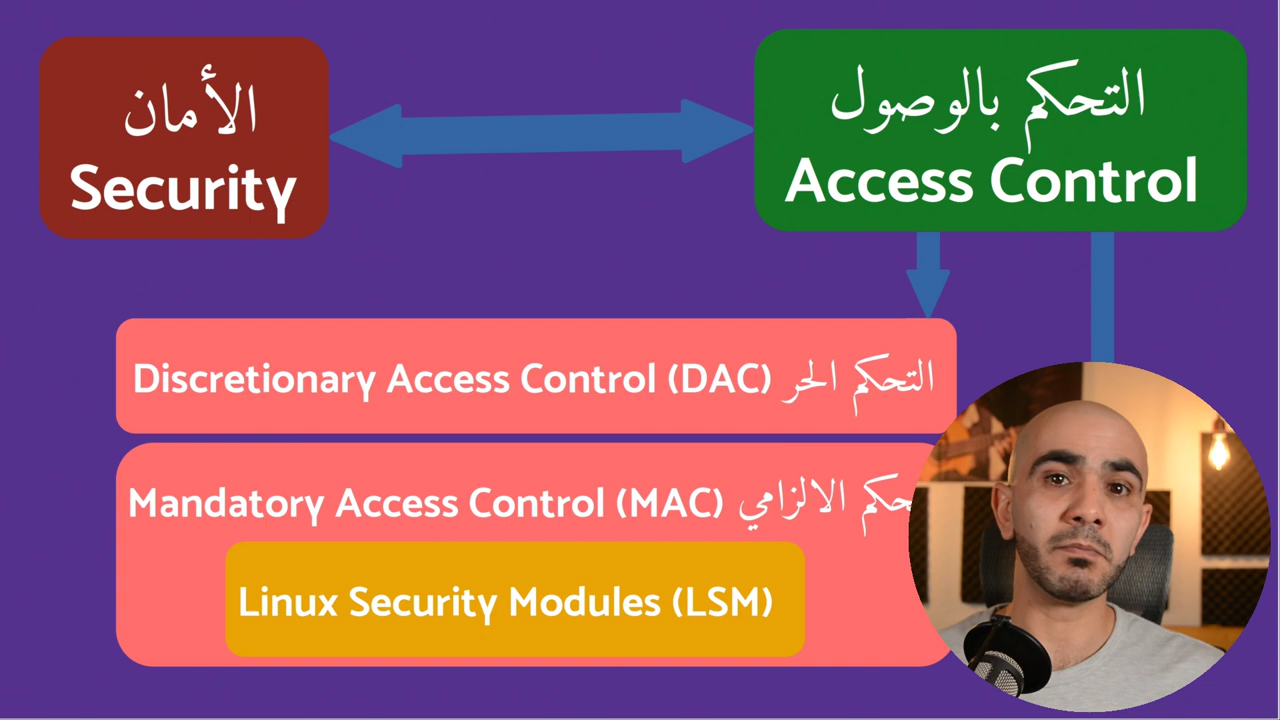 الأمان
Security
التحكم بالوصول
Access Control
Discretionary Access Control (DAC) التحكم الحر
Mandatory Access Control (MAC) الالزامي
Linux Security Modules (LSM)